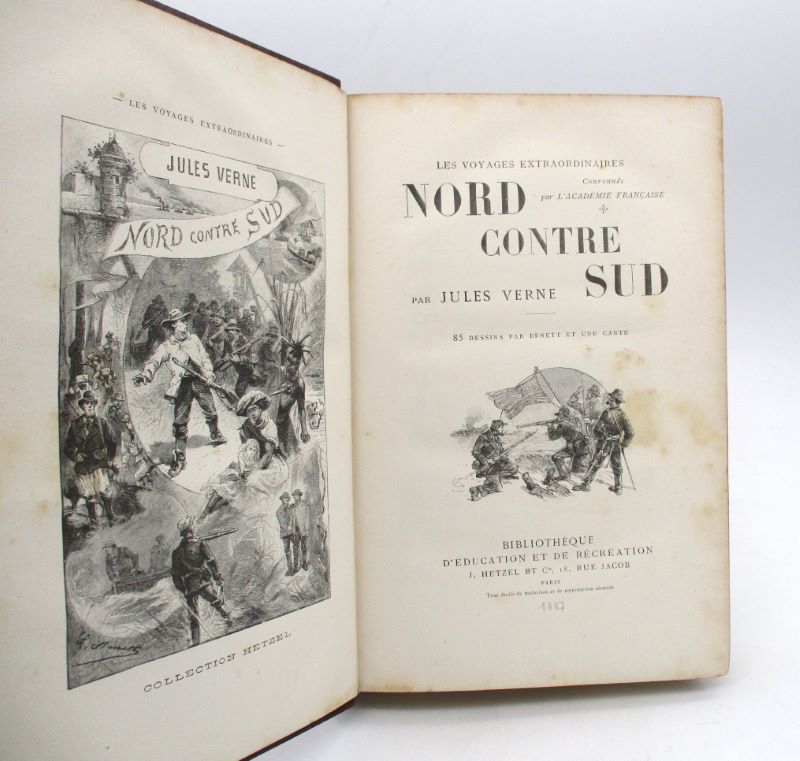 — LES VOYAGES EXTRAORDINAIRES —
JULES VERNE
NORD CONTRE SUD
COLLECTION HETZEL
LES VOYAGES EXTRAORDINAIRES
Couronnés
par L'ACADÉMIE FRANÇAISE
NORD
CONTRE
SUD
PAR JULES VERNE
85 DESSINS PAR BENETT ET UNE CARTE
BIBLIOTHÈQUE
D'ÉDUCATION ET DE RÉCRÉATION
J. HETZEL ET Cie, 18, RUE JACOB
PARIS
Tous droits de traduction et de reproduction réservés
1887